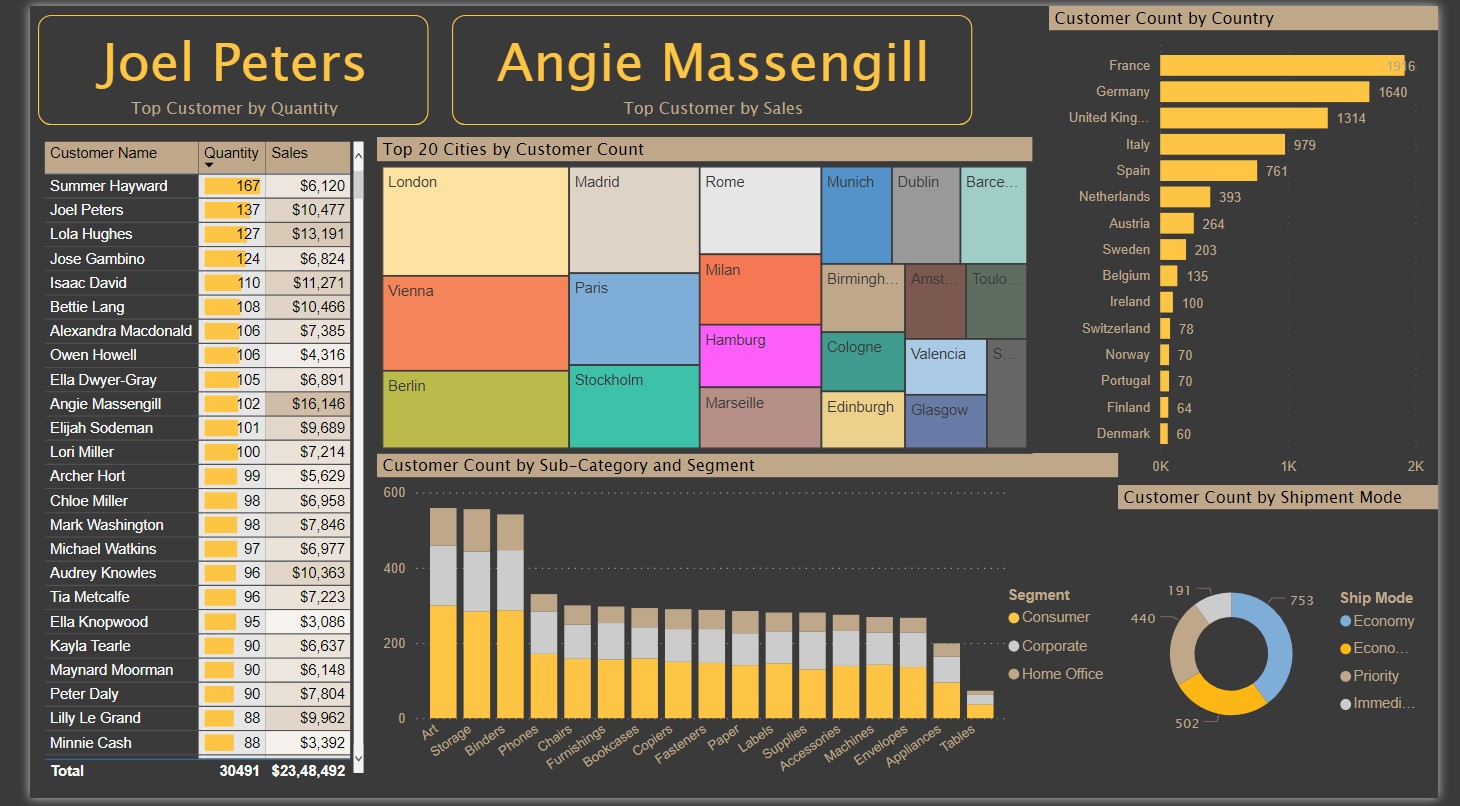 Joel Peters
Top Customer by Quantity
Angie Massengill
Top Customer by Sales
Customer Name Quantity Sales
Summer Hayward 167 $6,120
Joel Peters 137 $10,477
Lola Hughes 127 $13,191
Jose Gambino 124 $6,824
Isaac David 110 $11,271
Bettie Lang 108 $10,466
Alexandra Macdonald 106 $7,385
Owen Howell 106 $4,316
Ella Dwyer-Gray 105 $6,891
Angie Massengill 102 $16,146
Elijah Sodeman 101 $9,689
Lori Miller 100 $7,214
Archer Hort 99 $5,629
Chloe Miller 98 $6,958
Mark Washington 98 $7,846
Michael Watkins 97 $6,977
Audrey Knowles 96 $10,363
Tia Metcalfe 96 $7,223
Ella Knopwood 95 $3,086
Kayla Tearle 90 $6,637
Maynard Moorman 90 $6,148
Peter Daly 90 $7,804
Lilly Le Grand 88 $9,962
Minnie Cash 88 $3,392
Total 30491 $23,48,492
Top 20 Cities by Customer Count
London
Vienna
Berlin
Madrid
Paris
Stockholm
Rome
Milan
Hamburg
Marseille
Munich
Dublin
Barce...
Birmingh...
Amst...
Toulo...
Cologne
Edinburgh
Valencia
Glasgow
S...
Customer Count by Country
France 1916
Germany 1640
United King... 1314
Italy 979
Spain 761
Netherlands 393
Austria 264
Sweden 203
Belgium 135
Ireland 100
Switzerland 78
Norway 70
Portugal 70
Finland 64
Denmark 60
0K 1K 2K
Customer Count by Sub-Category and Segment
600
400
200
0
Art
Storage
Binders
Phones
Chairs
Furnishings
Bookcases
Copiers
Fasteners
Paper
Labels
Supplies
Accessories
Machines
Envelopes
Appliances
Tables
Segment
Consumer
Corporate
Home Office
Customer Count by Shipment Mode
191
753
440
502
Ship Mode
Economy
Econo...
Priority
Immedi...